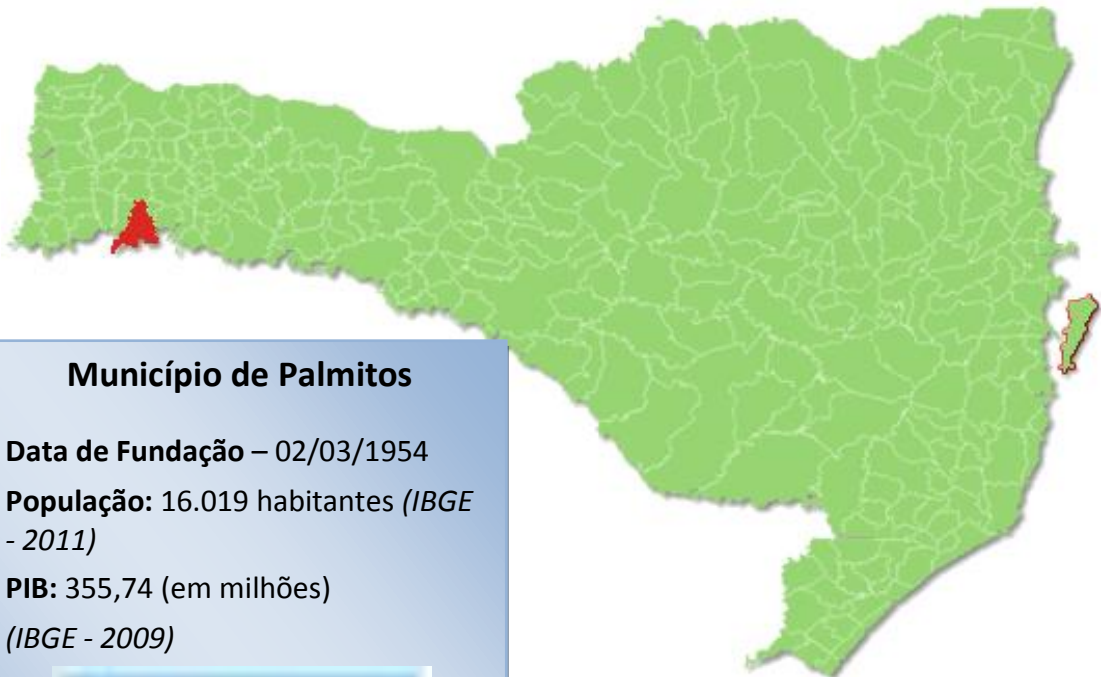 Município de Palmitos
Data de Fundação – 02/03/1954
População: 16.019 habitantes (IBGE
- 2011)
PIB: 355,74 (em milhões)
(IBGE - 2009)